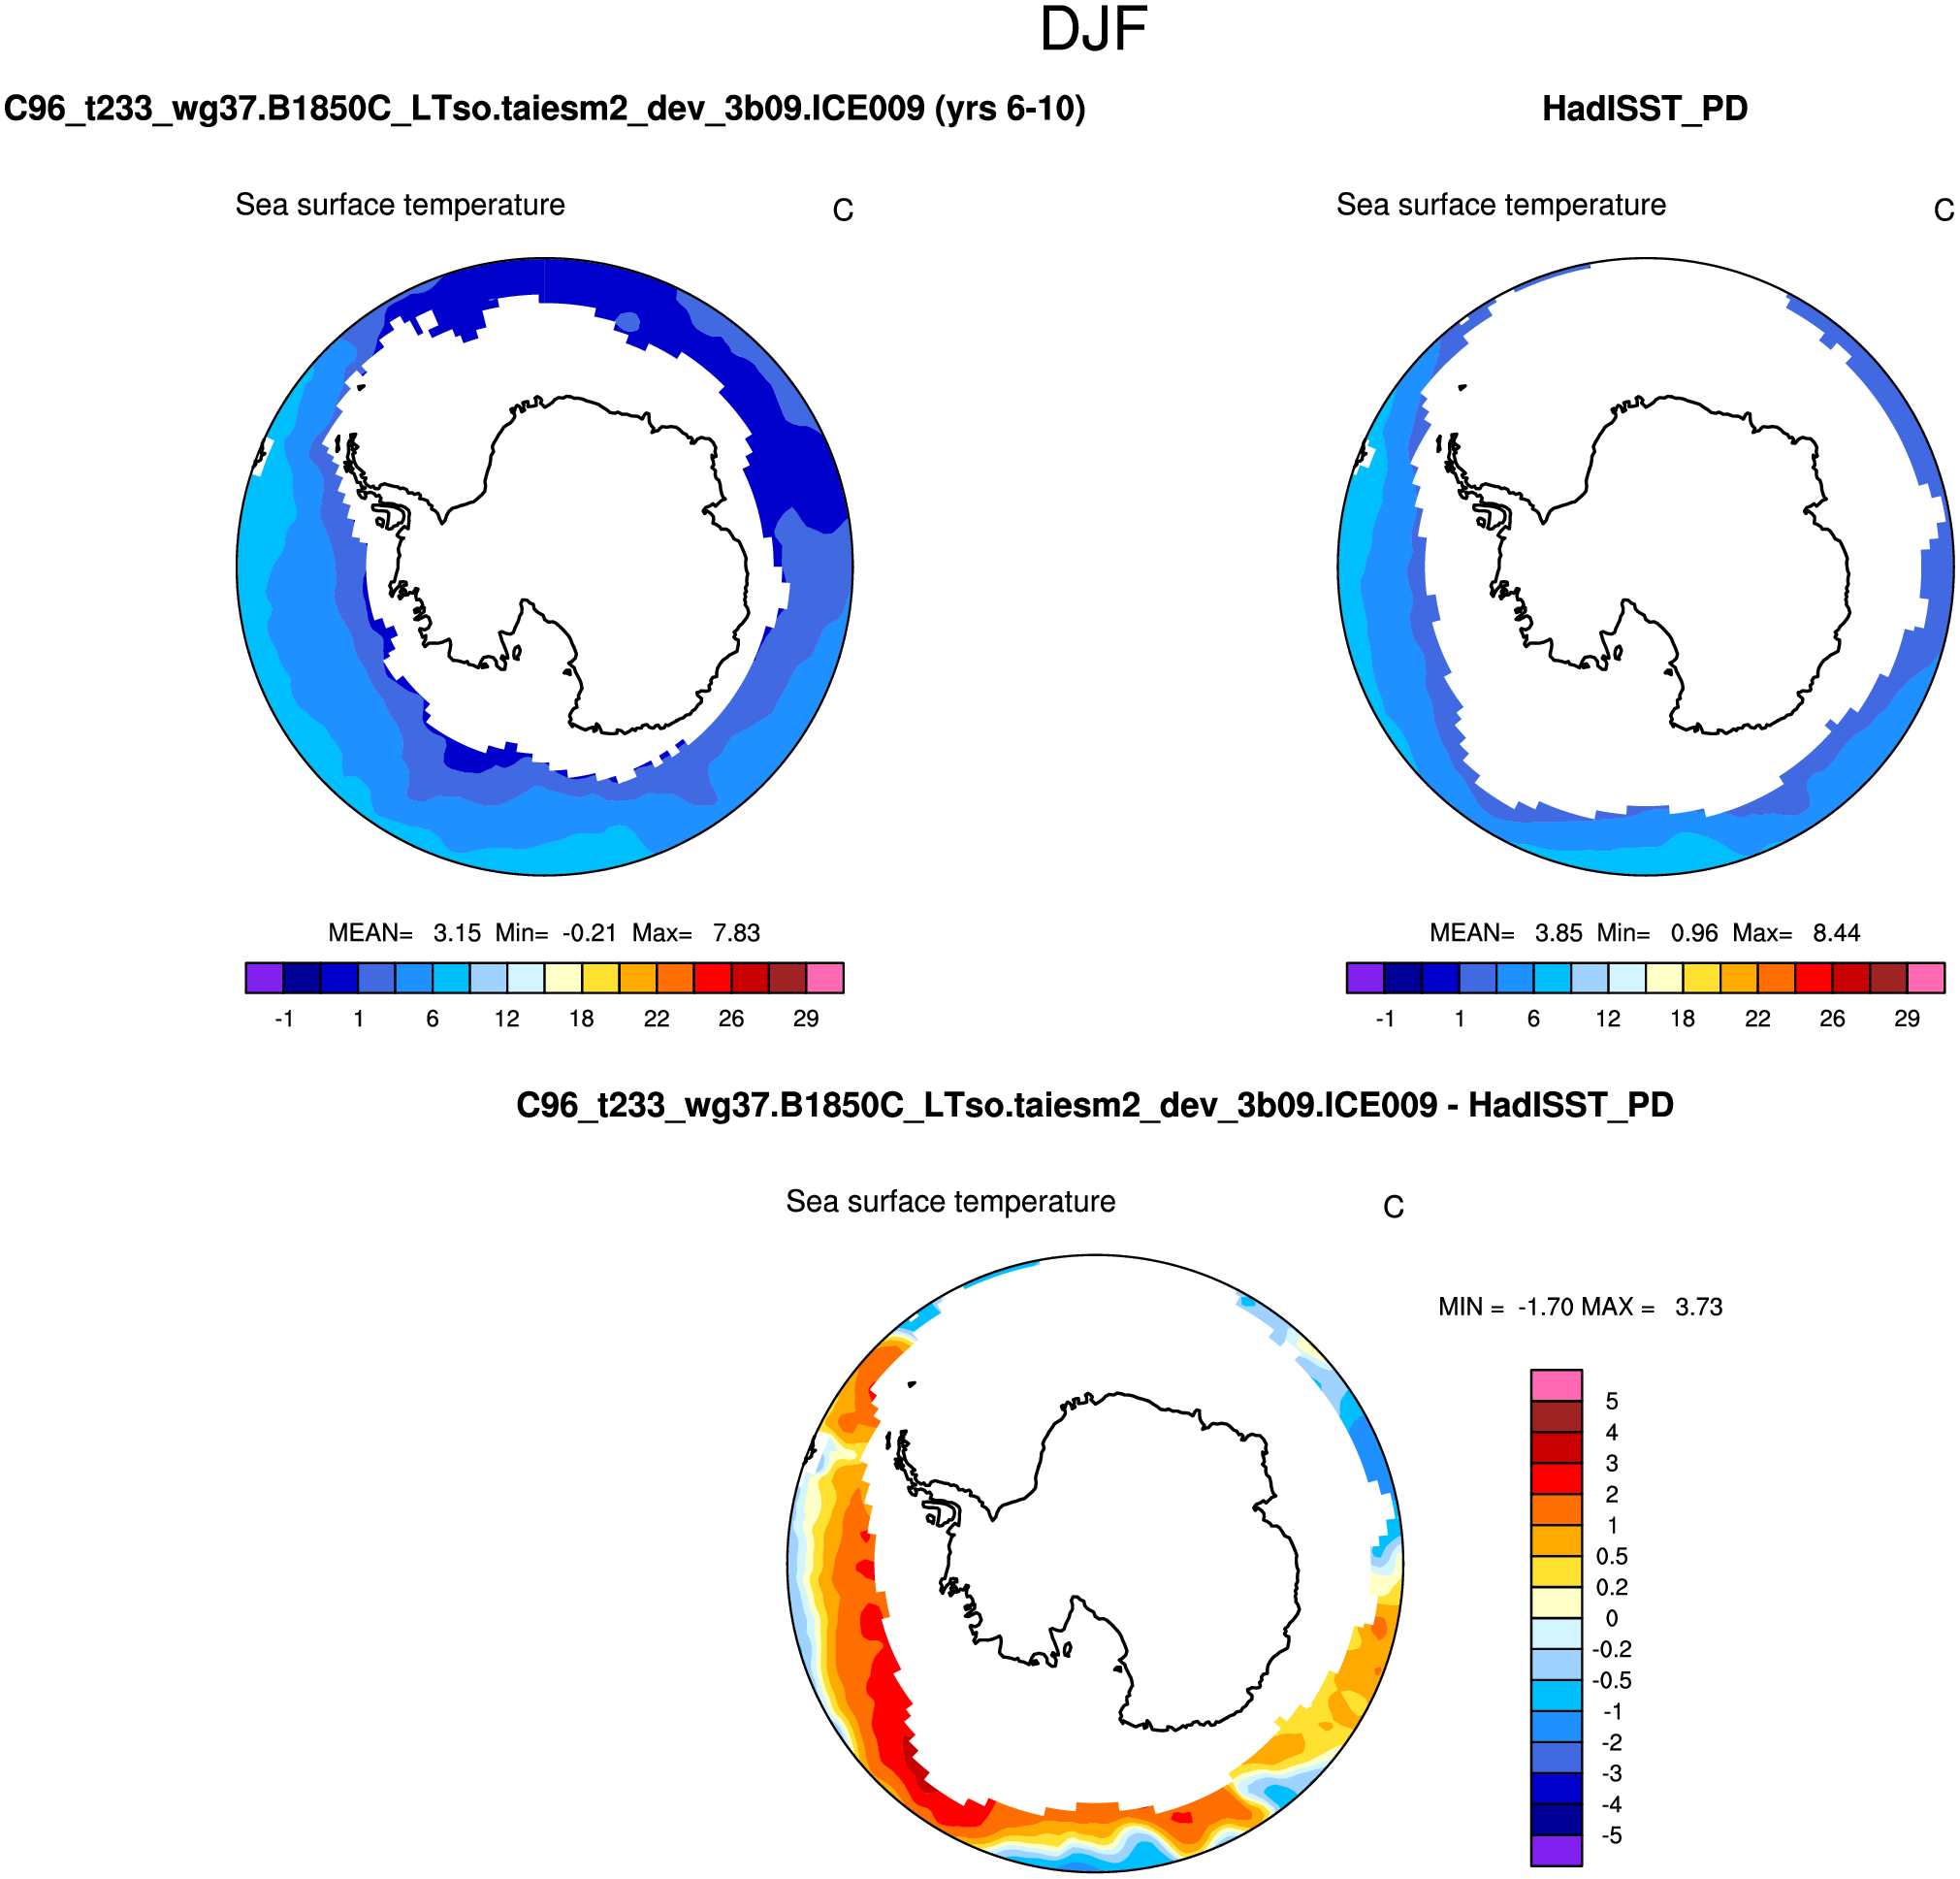 DJF
C96_t233_wg37.B1850C_LTso.taiesm2_dev_3b09.ICE009 (yrs 6-10)
HadISST_PD
Sea surface temperature C
Sea surface temperature C
MEAN= 3.15 Min= -0.21 Max= 7.83
MEAN= 3.85 Min= 0.96 Max= 8.44
-1 1 6 12 18 22 26 29
-1 1 6 12 18 22 26 29
C96_t233_wg37.B1850C_LTso.taiesm2_dev_3b09.ICE009 - HadISST_PD
Sea surface temperature C
MIN = -1.70 MAX = 3.73
5
4
3
2
1
0.5
0.2
0
-0.2
-0.5
-1
-2
-3
-4
-5